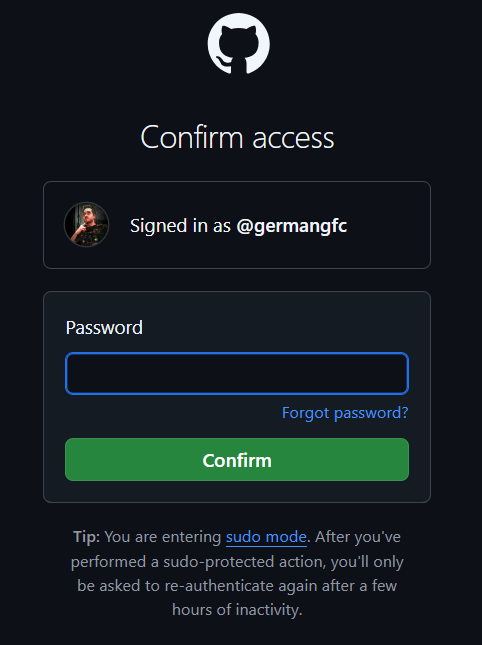 Confirm access
Signed in as @germangfc
Password
Forgot password?
Confirm
Tip: You are entering sudo mode. After you've
performed a sudo-protected action, you'll only
be asked to re-authenticate again after a few
hours of inactivity.